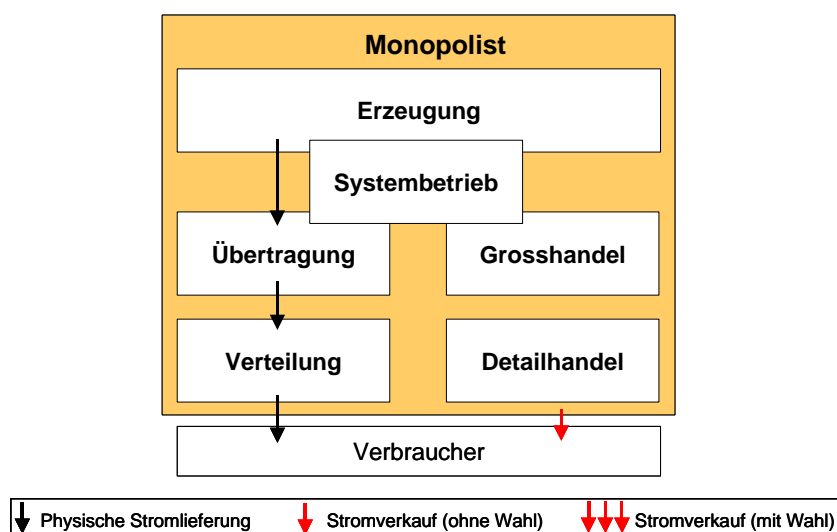 Monopolist
Erzeugung
Systembetrieb
Übertragung
Grosshandel
Verteilung
Detailhandel
Verbraucher
Physische Stromlieferung
Stromverkauf (ohne Wahl)
Stromverkauf (mit Wahl)